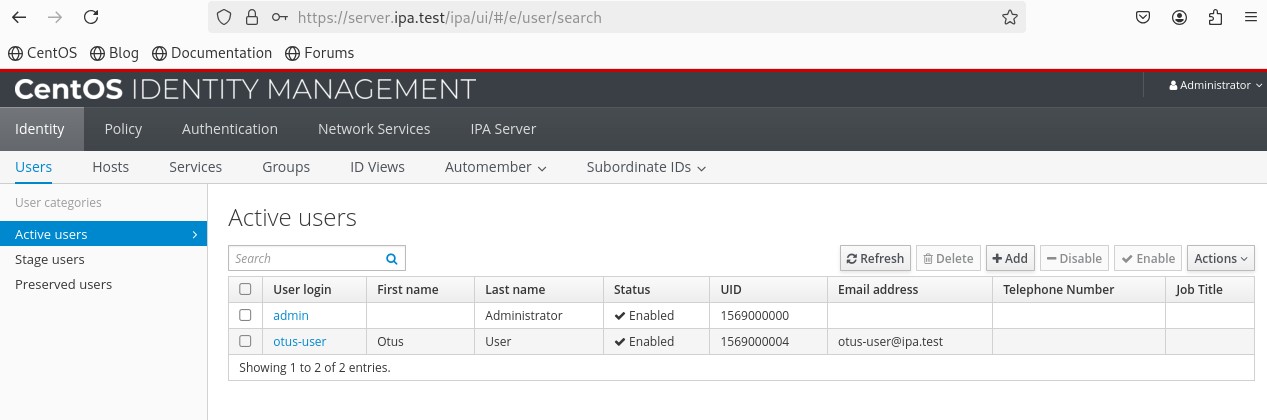 https://server.ipa.test/ipa/ui/#/e/user/search
CentOS Blog Documentation Forums
CentOS IDENTITY MANAGEMENT Administrator
Identity Policy Authentication Network Services IPA Server
Users Hosts Services Groups ID Views Automember Subordinate IDs
User categories
Active users
Stage users
Preserved users
Active users
Search Refresh Delete Add Disable Enable Actions
User login First name Last name Status UID Email address Telephone Number Job Title
admin Administrator Enabled 1569000000
otus-user Otus User Enabled 1569000004 otus-user@ipa.test
Showing 1 to 2 of 2 entries.